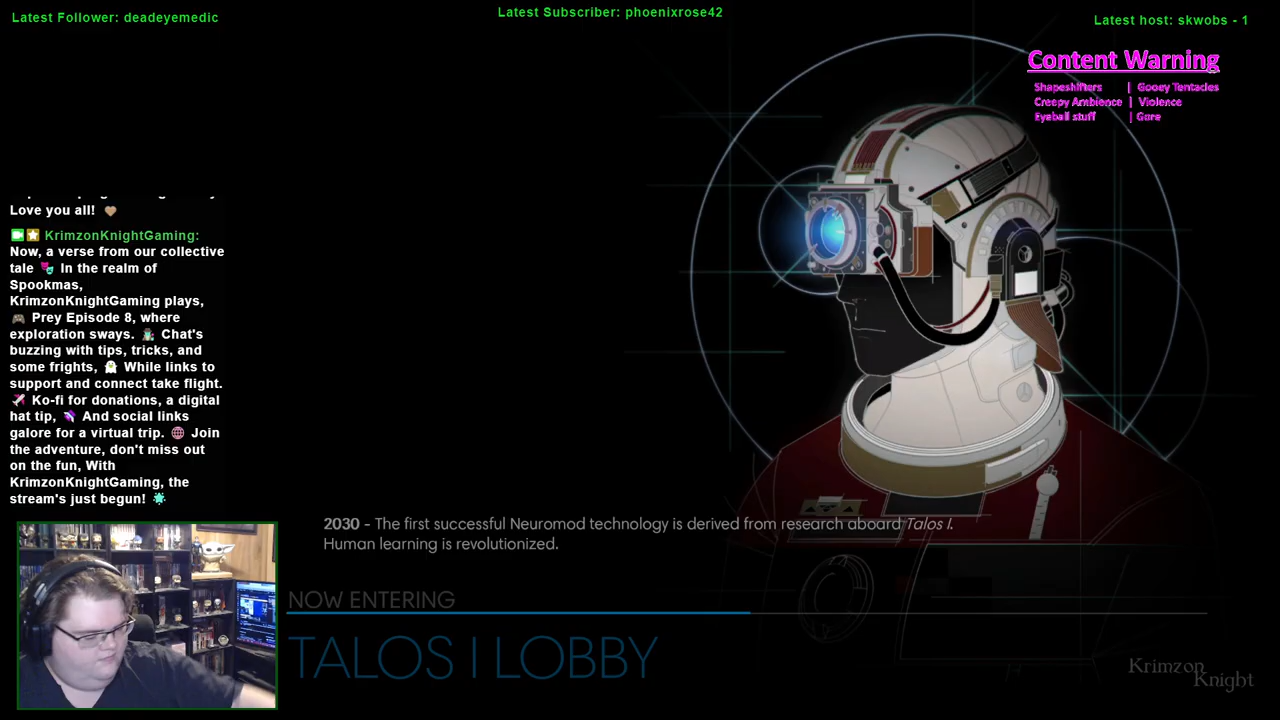 Latest Follower: deadeyemedic
Latest Subscriber: phoenixrose42
Latest host: skwobs - 1
Content Warning
Shapeshifters | Gooey Tentacles
Creepy Ambience | Violence
Eyeball stuff | Gore
Love you all! 🤎
KrimzonKnightGaming:
Now, a verse from our collective
tale 🎭 In the realm of
Spookmas,
KrimzonKnightGaming plays,
🎮 Prey Episode 8, where
exploration sways. 🕵️ Chat's
buzzing with tips, tricks, and
some frights, 👻 While links to
support and connect take flight.
🚀 Ko-fi for donations, a digital
hat tip, 🎩 And social links
galore for a virtual trip. 🌐 Join
the adventure, don't miss out
on the fun, With
KrimzonKnightGaming, the
stream's just begun! 🌟
2030 - The first successful Neuromod technology is derived from research aboard Talos I.
Human learning is revolutionized.
NOW ENTERING
TALOS I LOBBY
Krimzon
Knight